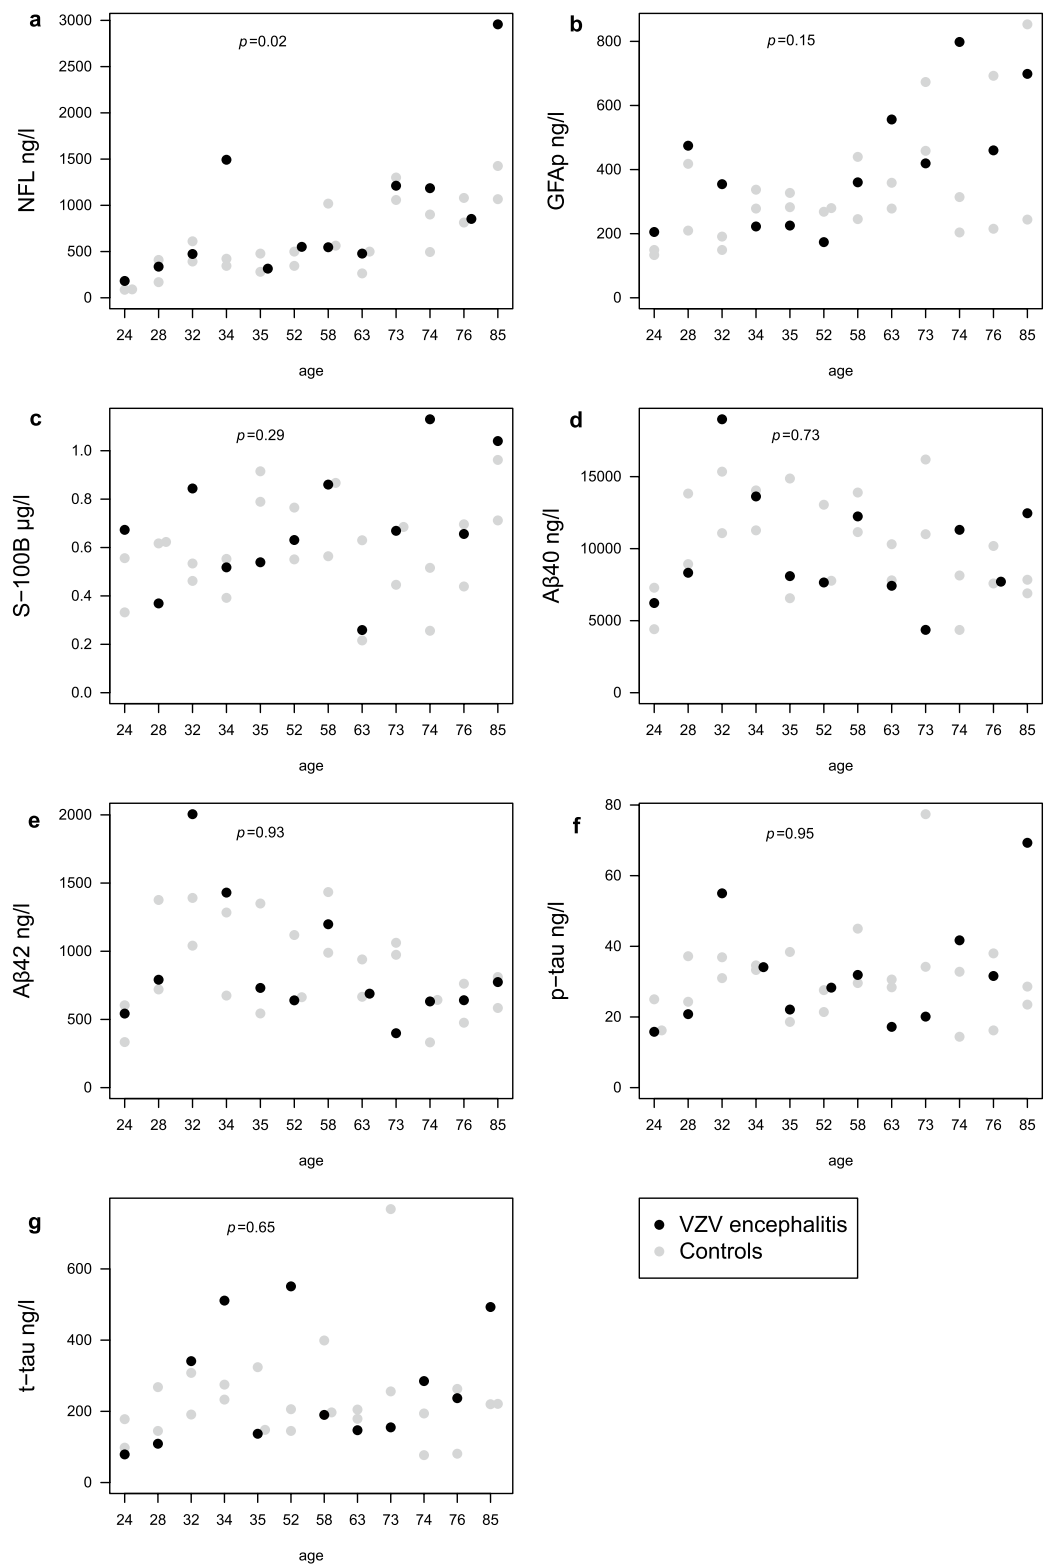 a
p=0.02
NFL ng/l
3000
2500
2000
1500
1000
500
0
24 28 32 34 35 52 58 63 73 74 76 85
age
b
p=0.15
GFAp ng/l
800
600
400
200
0
24 28 32 34 35 52 58 63 73 74 76 85
age
c
p=0.29
S−100B µg/l
1.0
0.8
0.6
0.4
0.2
0.0
24 28 32 34 35 52 58 63 73 74 76 85
age
d
p=0.73
Aβ40 ng/l
15000
10000
5000
0
24 28 32 34 35 52 58 63 73 74 76 85
age
e
p=0.93
Aβ42 ng/l
2000
1500
1000
500
0
24 28 32 34 35 52 58 63 73 74 76 85
age
f
p=0.95
p−tau ng/l
80
60
40
20
0
24 28 32 34 35 52 58 63 73 74 76 85
age
g
p=0.65
t−tau ng/l
600
400
200
0
24 28 32 34 35 52 58 63 73 74 76 85
age
VZV encephalitis
Controls